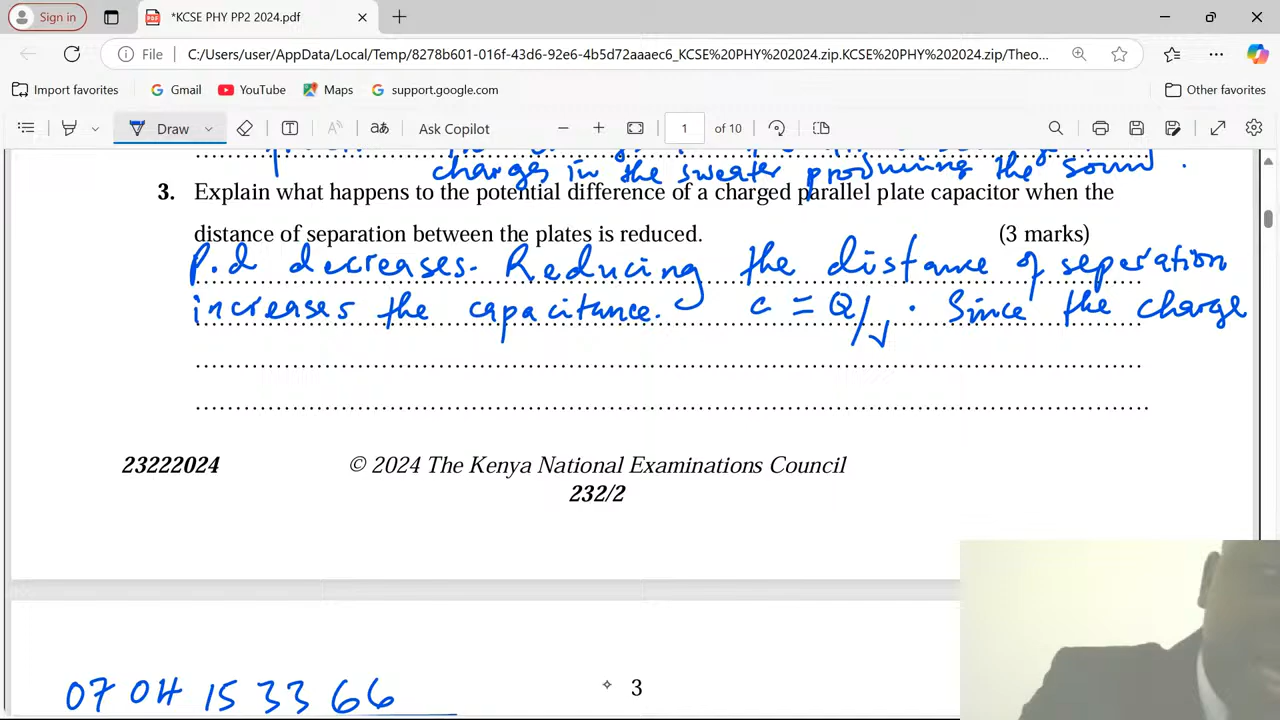 Sign in
*KCSE PHY PP2 2024.pdf
File
C:/Users/user/AppData/Local/Temp/8278b601-016f-43d6-92e6-4b5d72aaaec6_KCSE%20PHY%202024.zip.KCSE%20PHY%202024.zip/Theo...
Import favorites
Gmail
YouTube
Maps
support.google.com
Other favorites
Draw
Ask Copilot
1 of 10
charges in the sweater producing the sound.
3. Explain what happens to the potential difference of a charged parallel plate capacitor when the
distance of separation between the plates is reduced. (3 marks)
P.d decreases. Reducing the distance of seperation
increases the capacitance. C = Q/V. Since the charge
23222024
© 2024 The Kenya National Examinations Council
232/2
3
07 04 15 33 66